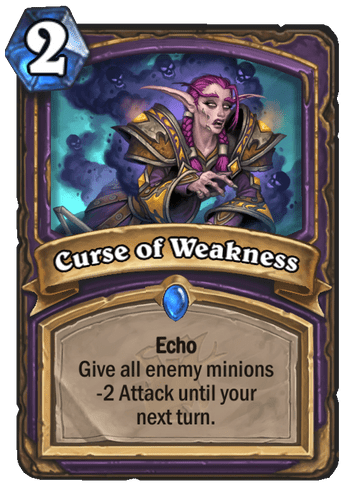 2
Curse of Weakness
Echo
Give all enemy minions
-2 Attack until your
next turn.